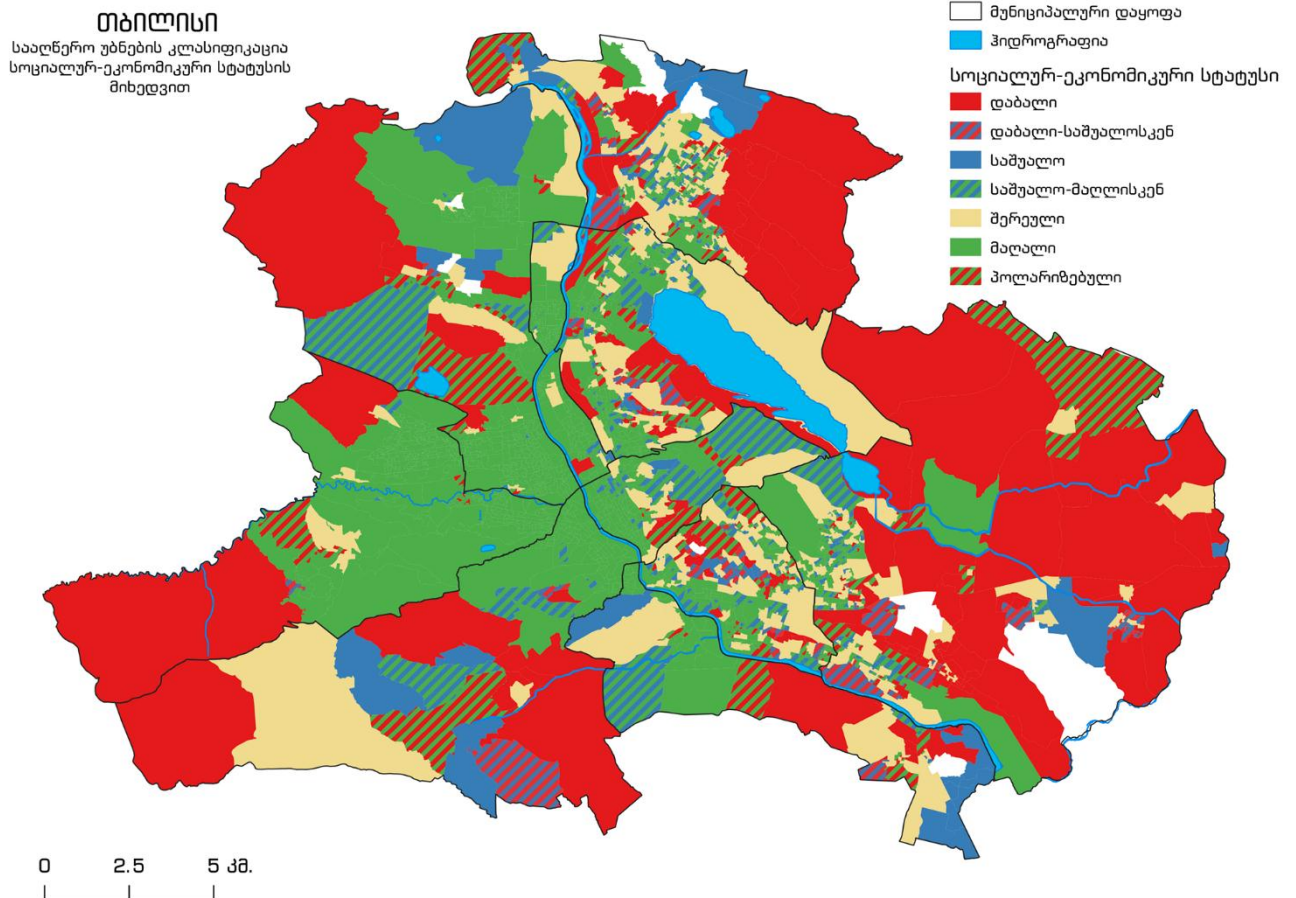 თბილისი
სააღწერო უბნების კლასიფიკაცია
სოციალურ-ეკონომიკური სტატუსის
მიხედვით
მუნიციპალური დაყოფა
ჰიდროგრაფია
სოციალურ-ეკონომიკური სტატუსი
დაბალი
დაბალი-საშუალოსკენ
საშუალო
საშუალო-მაღლისკენ
შერეული
მაღალი
პოლარიზებული
0 2.5 5 კმ.